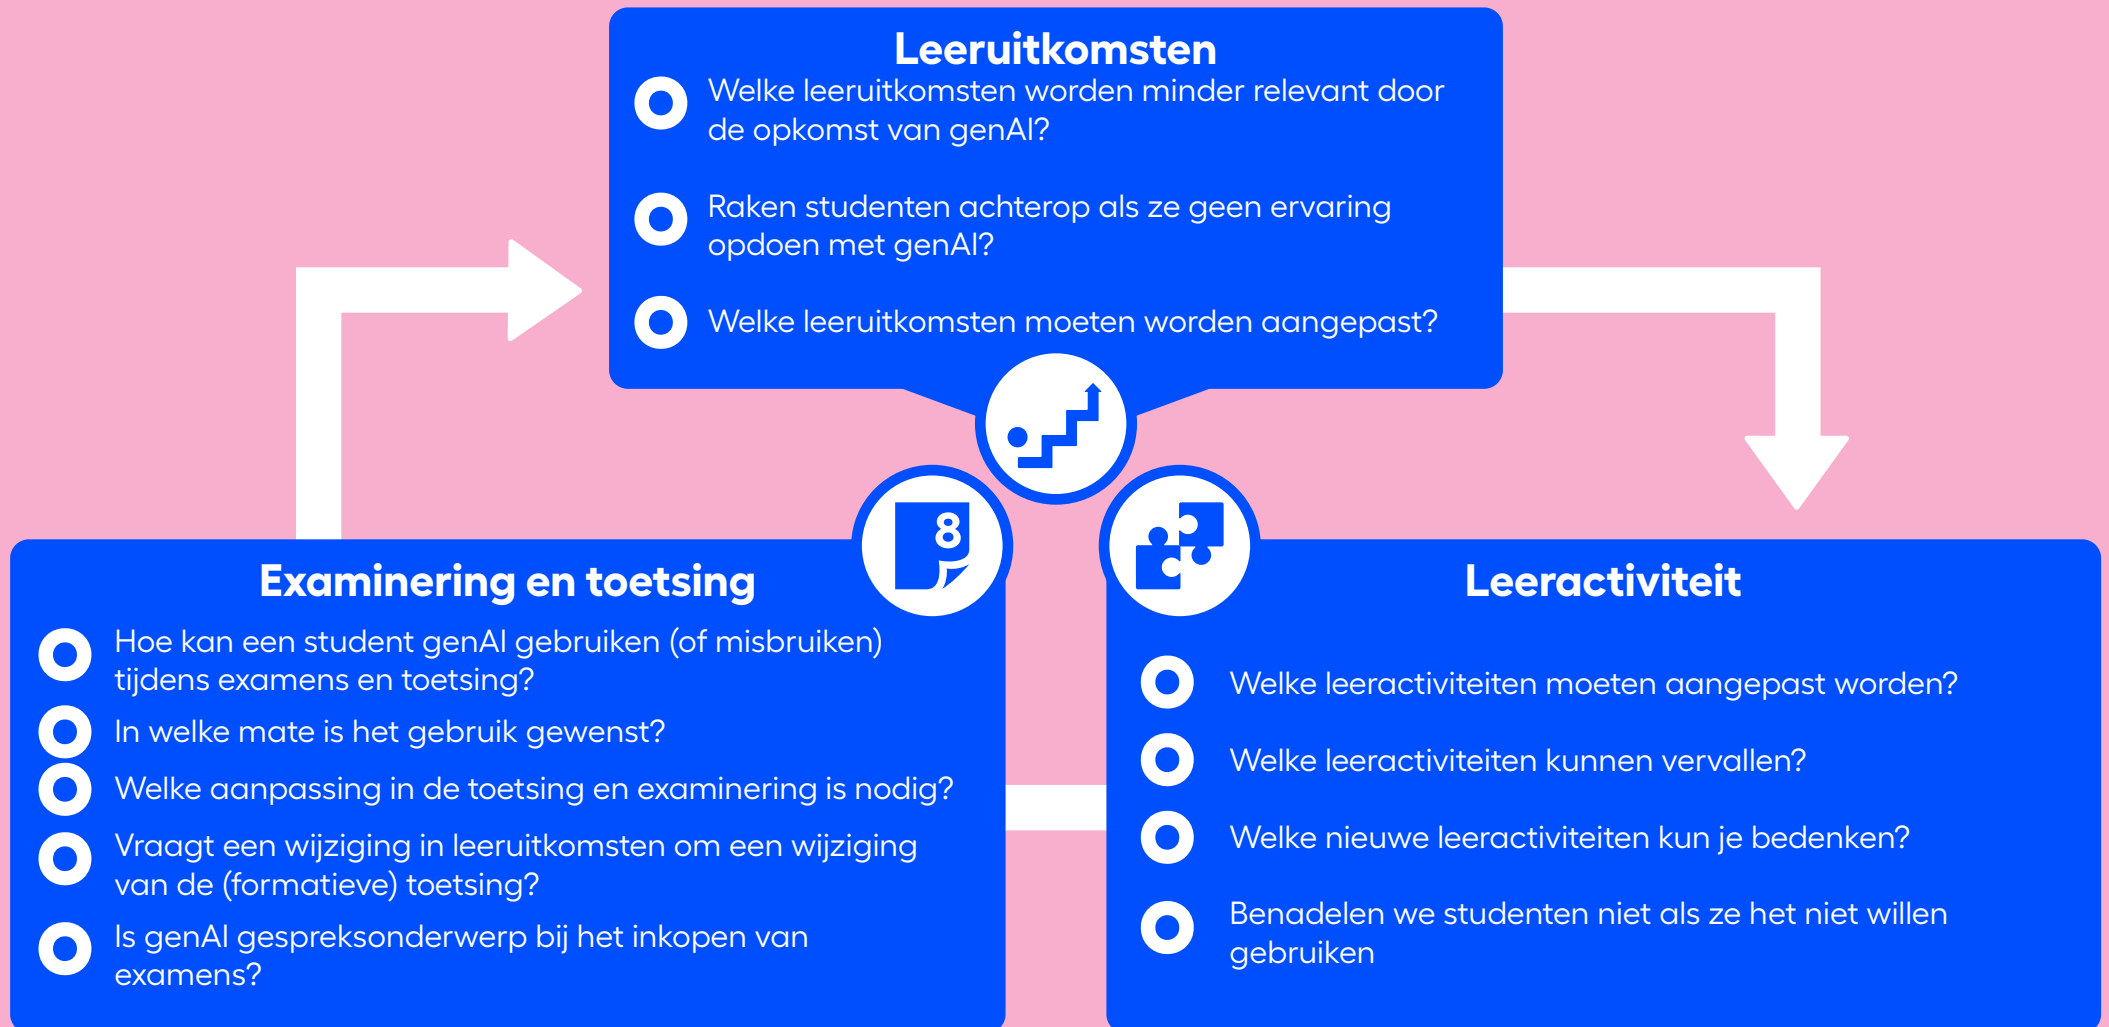 Leeruitkomsten
Welke leeruitkomsten worden minder relevant door
de opkomst van genAI?
Raken studenten achterop als ze geen ervaring
opdoen met genAI?
Welke leeruitkomsten moeten worden aangepast?
8
Examinering en toetsing
Hoe kan een student genAI gebruiken (of misbruiken)
tijdens examens en toetsing?
In welke mate is het gebruik gewenst?
Welke aanpassing in de toetsing en examinering is nodig?
Vraagt een wijziging in leeruitkomsten om een wijziging
van de (formatieve) toetsing?
Is genAI gespreksonderwerp bij het inkopen van
examens?
Leeractiviteit
Welke leeractiviteiten moeten aangepast worden?
Welke leeractiviteiten kunnen vervallen?
Welke nieuwe leeractiviteiten kun je bedenken?
Benadelen we studenten niet als ze het niet willen
gebruiken